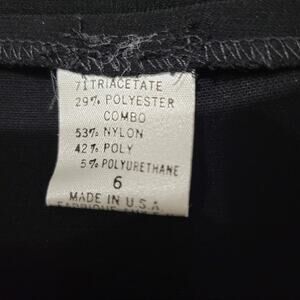 71TRIACETATE
29% POLYESTER
COMBO
53% NYLON
42% POLY
5% POLYURETHANE
6
MADE IN U.S.A.